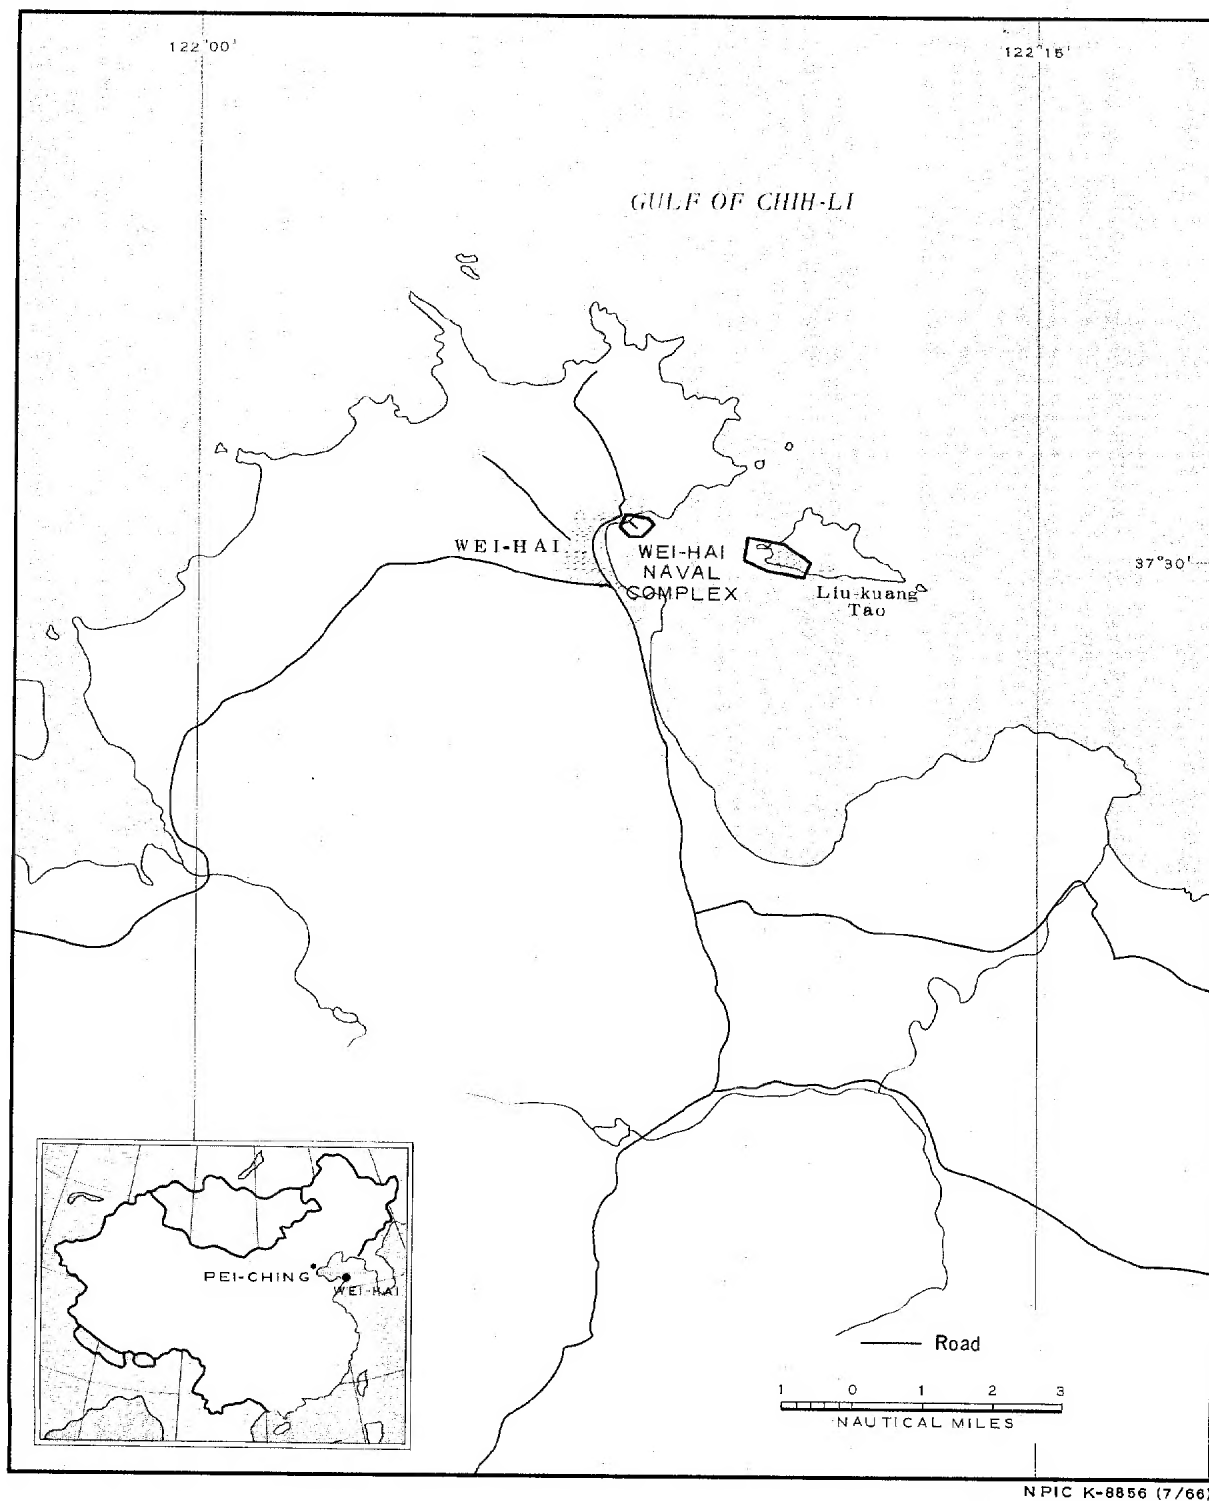 122°00'
122°15'
GULF OF CHIH-LI
WEI-HAI
WEI-HAI
NAVAL
COMPLEX
37°30'
Liu-kuang
Tao
PEI-CHING
WEI-HAI
Road
1 0 1 2 3
NAUTICAL MILES
NPIC K-8856 (7/66)